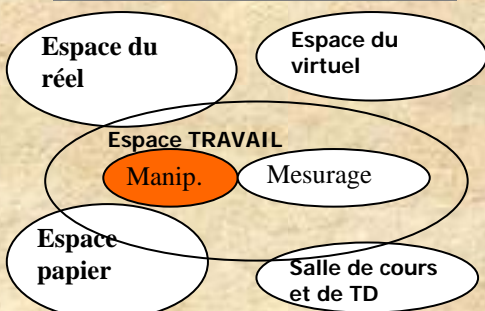 Espace du
réel
Espace du
virtuel
Espace TRAVAIL
Manip.
Mesurage
Espace
papier
Salle de cours
et de TD